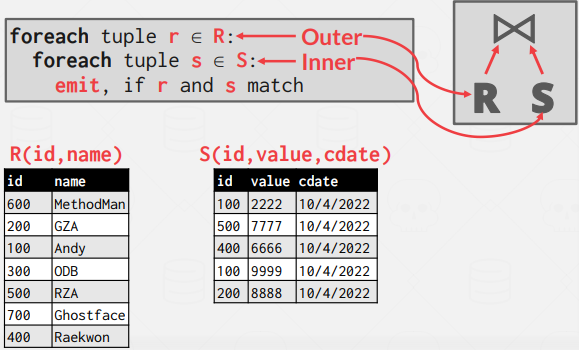 foreach tuple r ∈ R: Outer
foreach tuple s ∈ S: Inner
emit, if r and s match
⋈
R S
R(id,name)
id name
600 MethodMan
200 GZA
100 Andy
300 ODB
500 RZA
700 Ghostface
400 Raekwon
S(id,value,cdate)
id value cdate
100 2222 10/4/2022
500 7777 10/4/2022
400 6666 10/4/2022
100 9999 10/4/2022
200 8888 10/4/2022